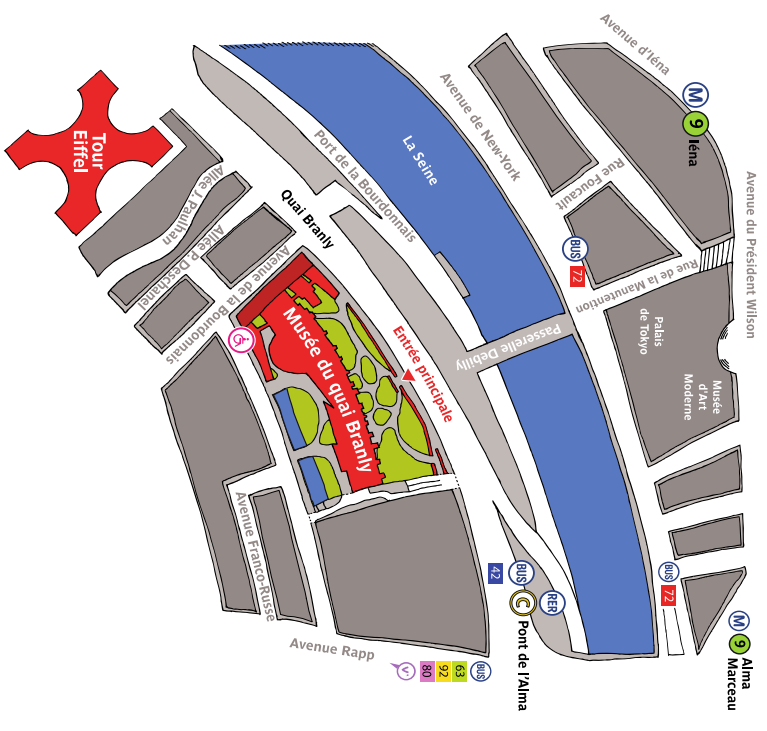 Avenue d'Iéna
M
9
Iéna
Avenue du Président Wilson
Avenue de New-York
Rue Foucault
BUS
72
Rue de la Manutention
La Seine
Port de la Bourdonnais
Quai Branly
Tour
Eiffel
Allée J. Paulhan
Allée P. Deschanel
Avenue de la Bourdonnais
Musée du quai Branly
Entrée principale
Passerelle Debilly
Palais
de Tokyo
Musée
d'Art
Moderne
Avenue Franco-Russe
Avenue Rapp
BUS
42
C
RER
Pont de l'Alma
BUS
72
M
9
Alma
Marceau
BUS
63
92
80